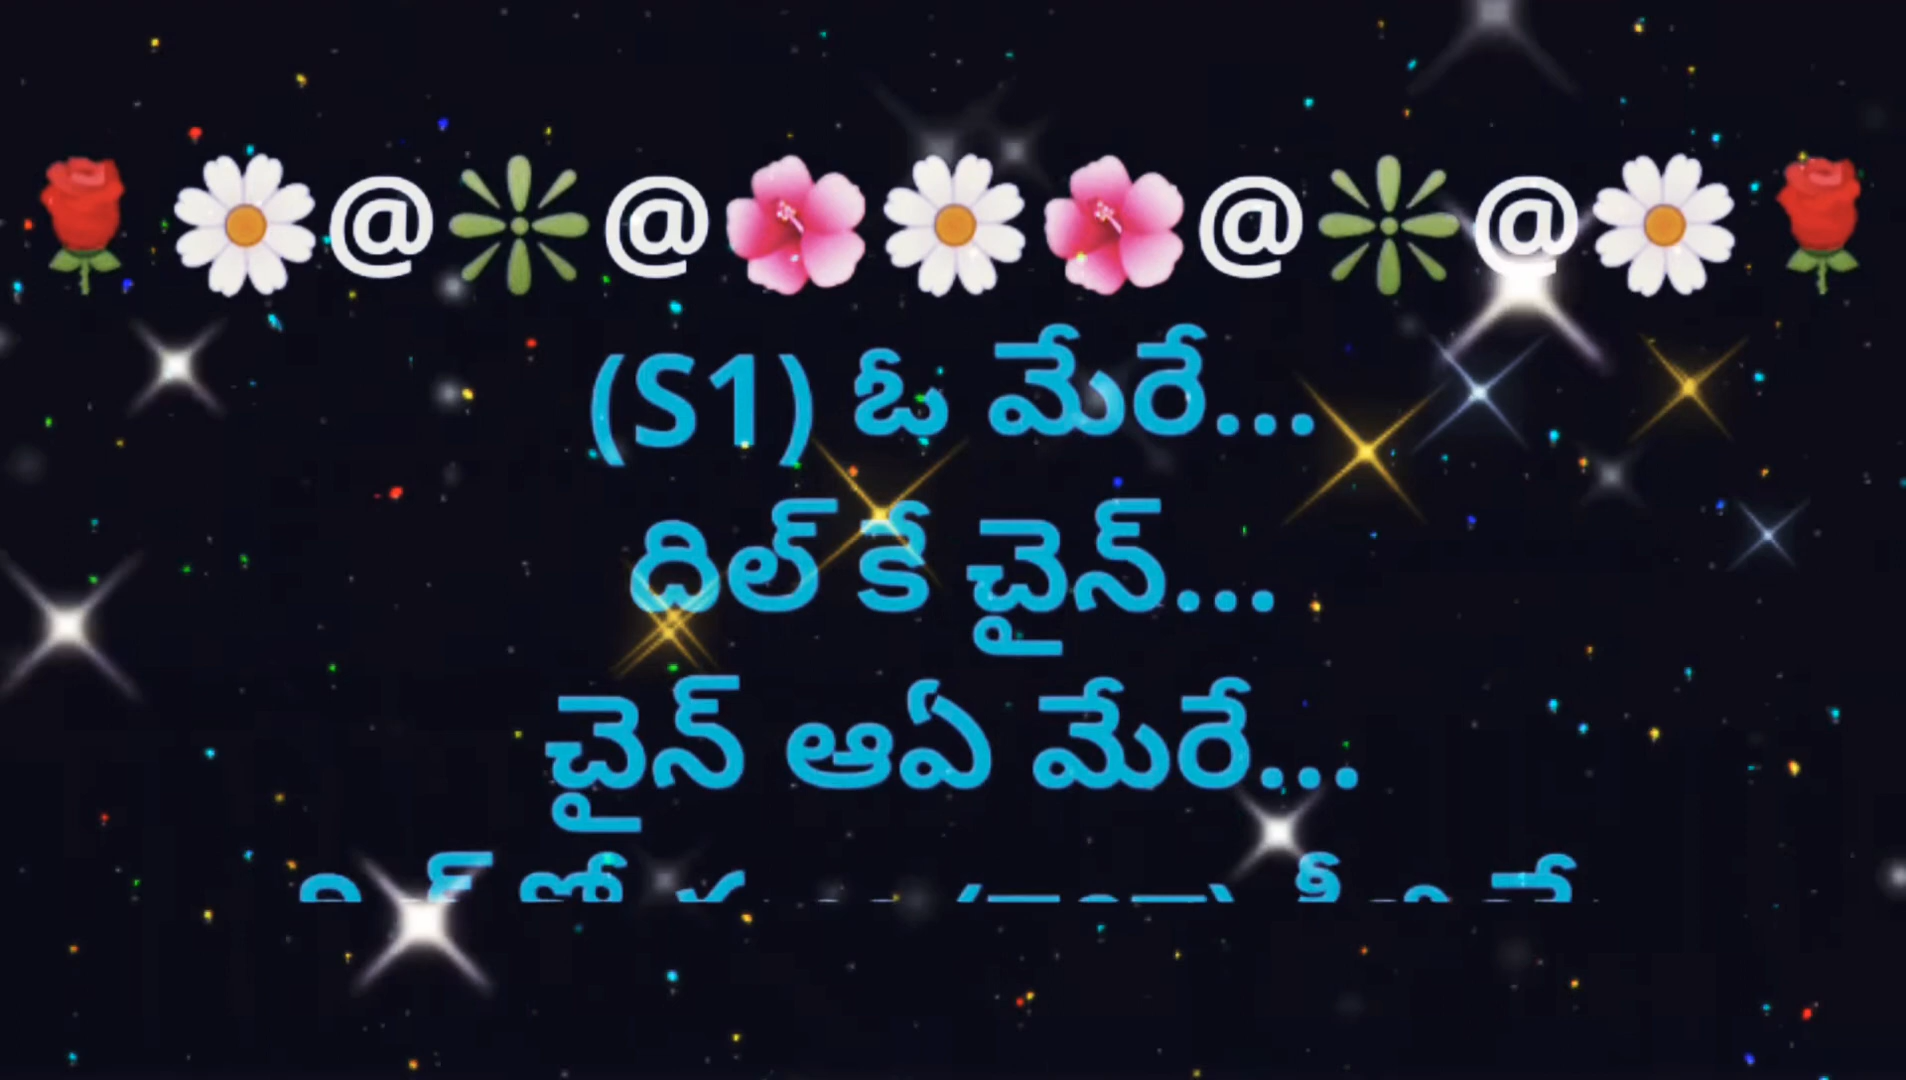 🌹 🌼@❇@🌺🌼🌺@❇@🌼 🌹
(S1) ఓ మేరే...
దిల్ కే చైన్...
చైన్ ఆఏ మేరే...